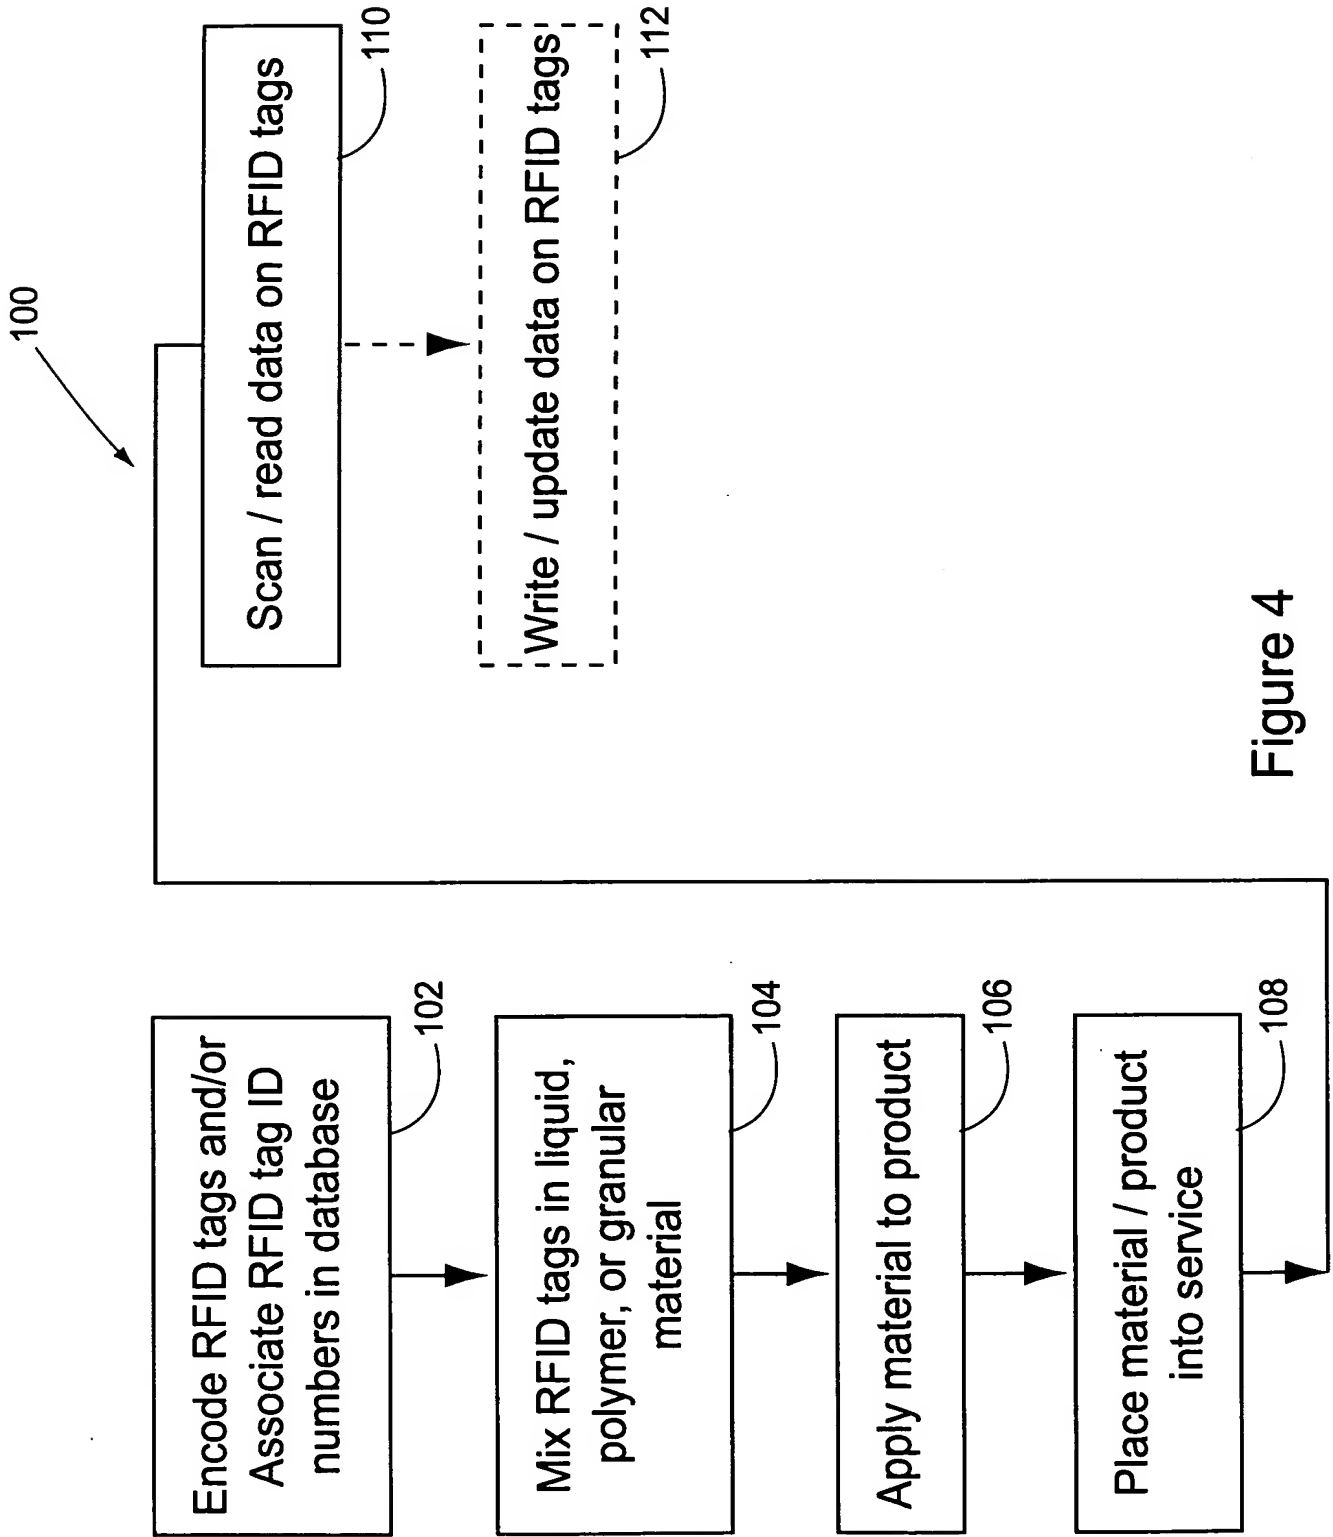 100
Encode RFID tags and/or
Associate RFID tag ID
numbers in database
102
Mix RFID tags in liquid,
polymer, or granular
material
104
Apply material to product
106
Place material / product
into service
108
Scan / read data on RFID tags
110
Write / update data on RFID tags
112
Figure 4